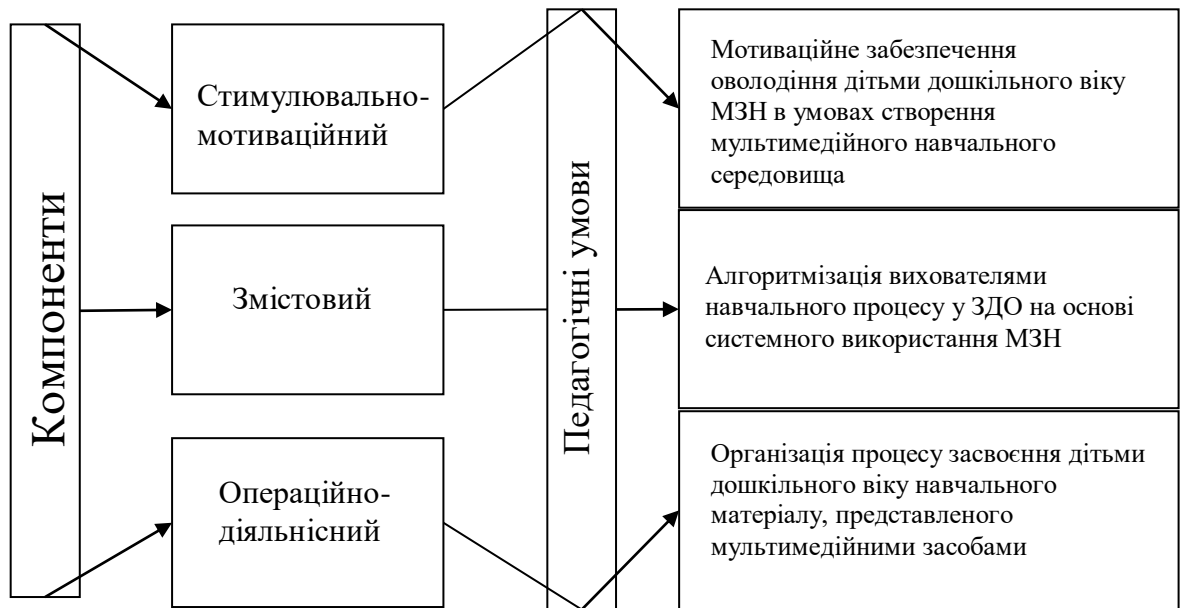 Компоненти
Стимулювально-
мотиваційний
Змістовий
Операційно-
діяльнісний
Педагогічні умови
Мотиваційне забезпечення
оволодіння дітьми дошкільного віку
МЗН в умовах створення
мультимедійного навчального
середовища
Алгоритмізація вихователями
навчального процесу у ЗДО на основі
системного використання МЗН
Організація процесу засвоєння дітьми
дошкільного віку навчального
матеріалу, представленого
мультимедійними засобами